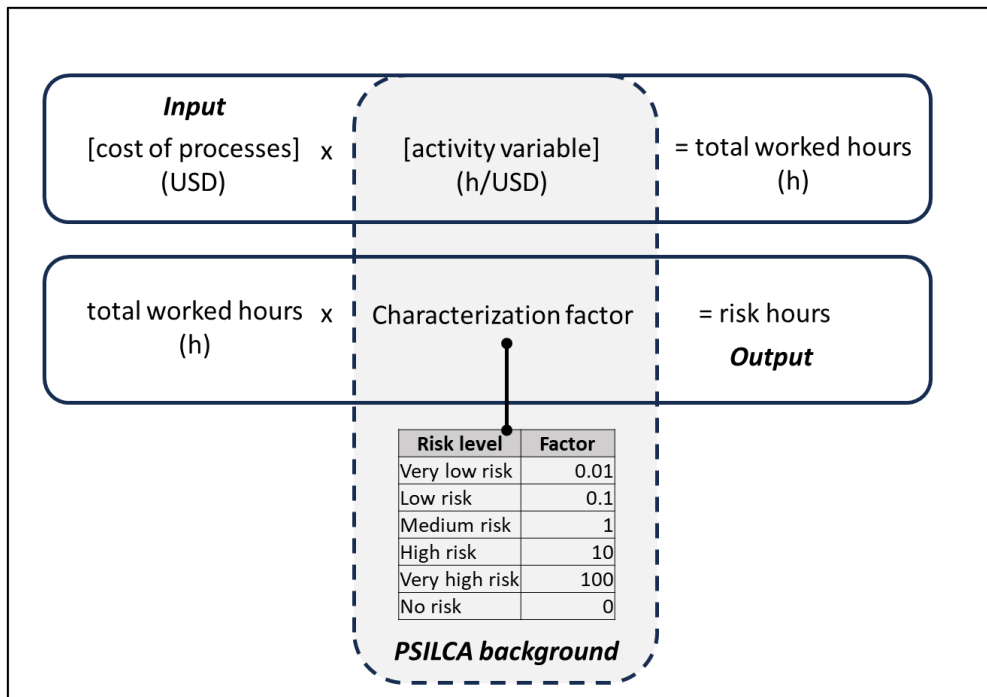 Input
[cost of processes] x [activity variable] = total worked hours
(USD) (h/USD) (h)
total worked hours x Characterization factor = risk hours
(h) Output
Risk level Factor
Very low risk 0.01
Low risk 0.1
Medium risk 1
High risk 10
Very high risk 100
No risk 0
PSILCA background